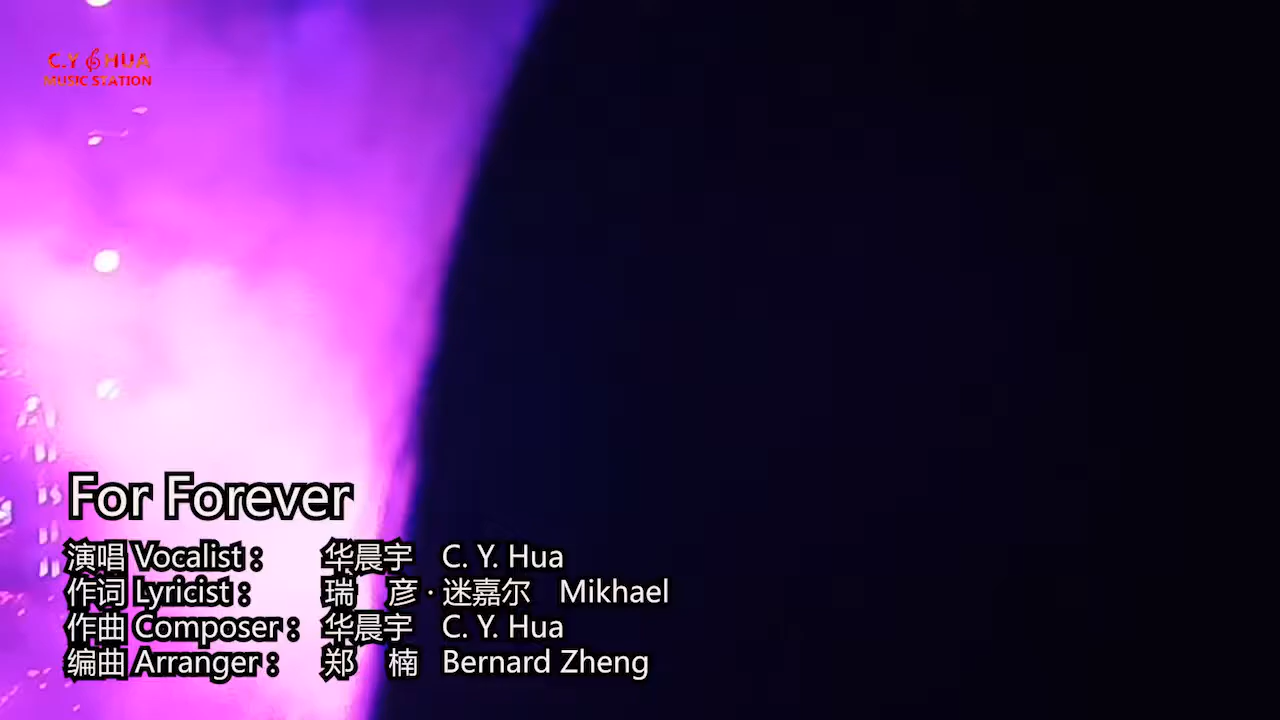 C.Y HUA
MUSIC STATION
For Forever
演唱 Vocalist： 华晨宇 C. Y. Hua
作词 Lyricist： 瑞 彦·迷嘉尔 Mikhael
作曲 Composer： 华晨宇 C. Y. Hua
编曲 Arranger： 郑 楠 Bernard Zheng